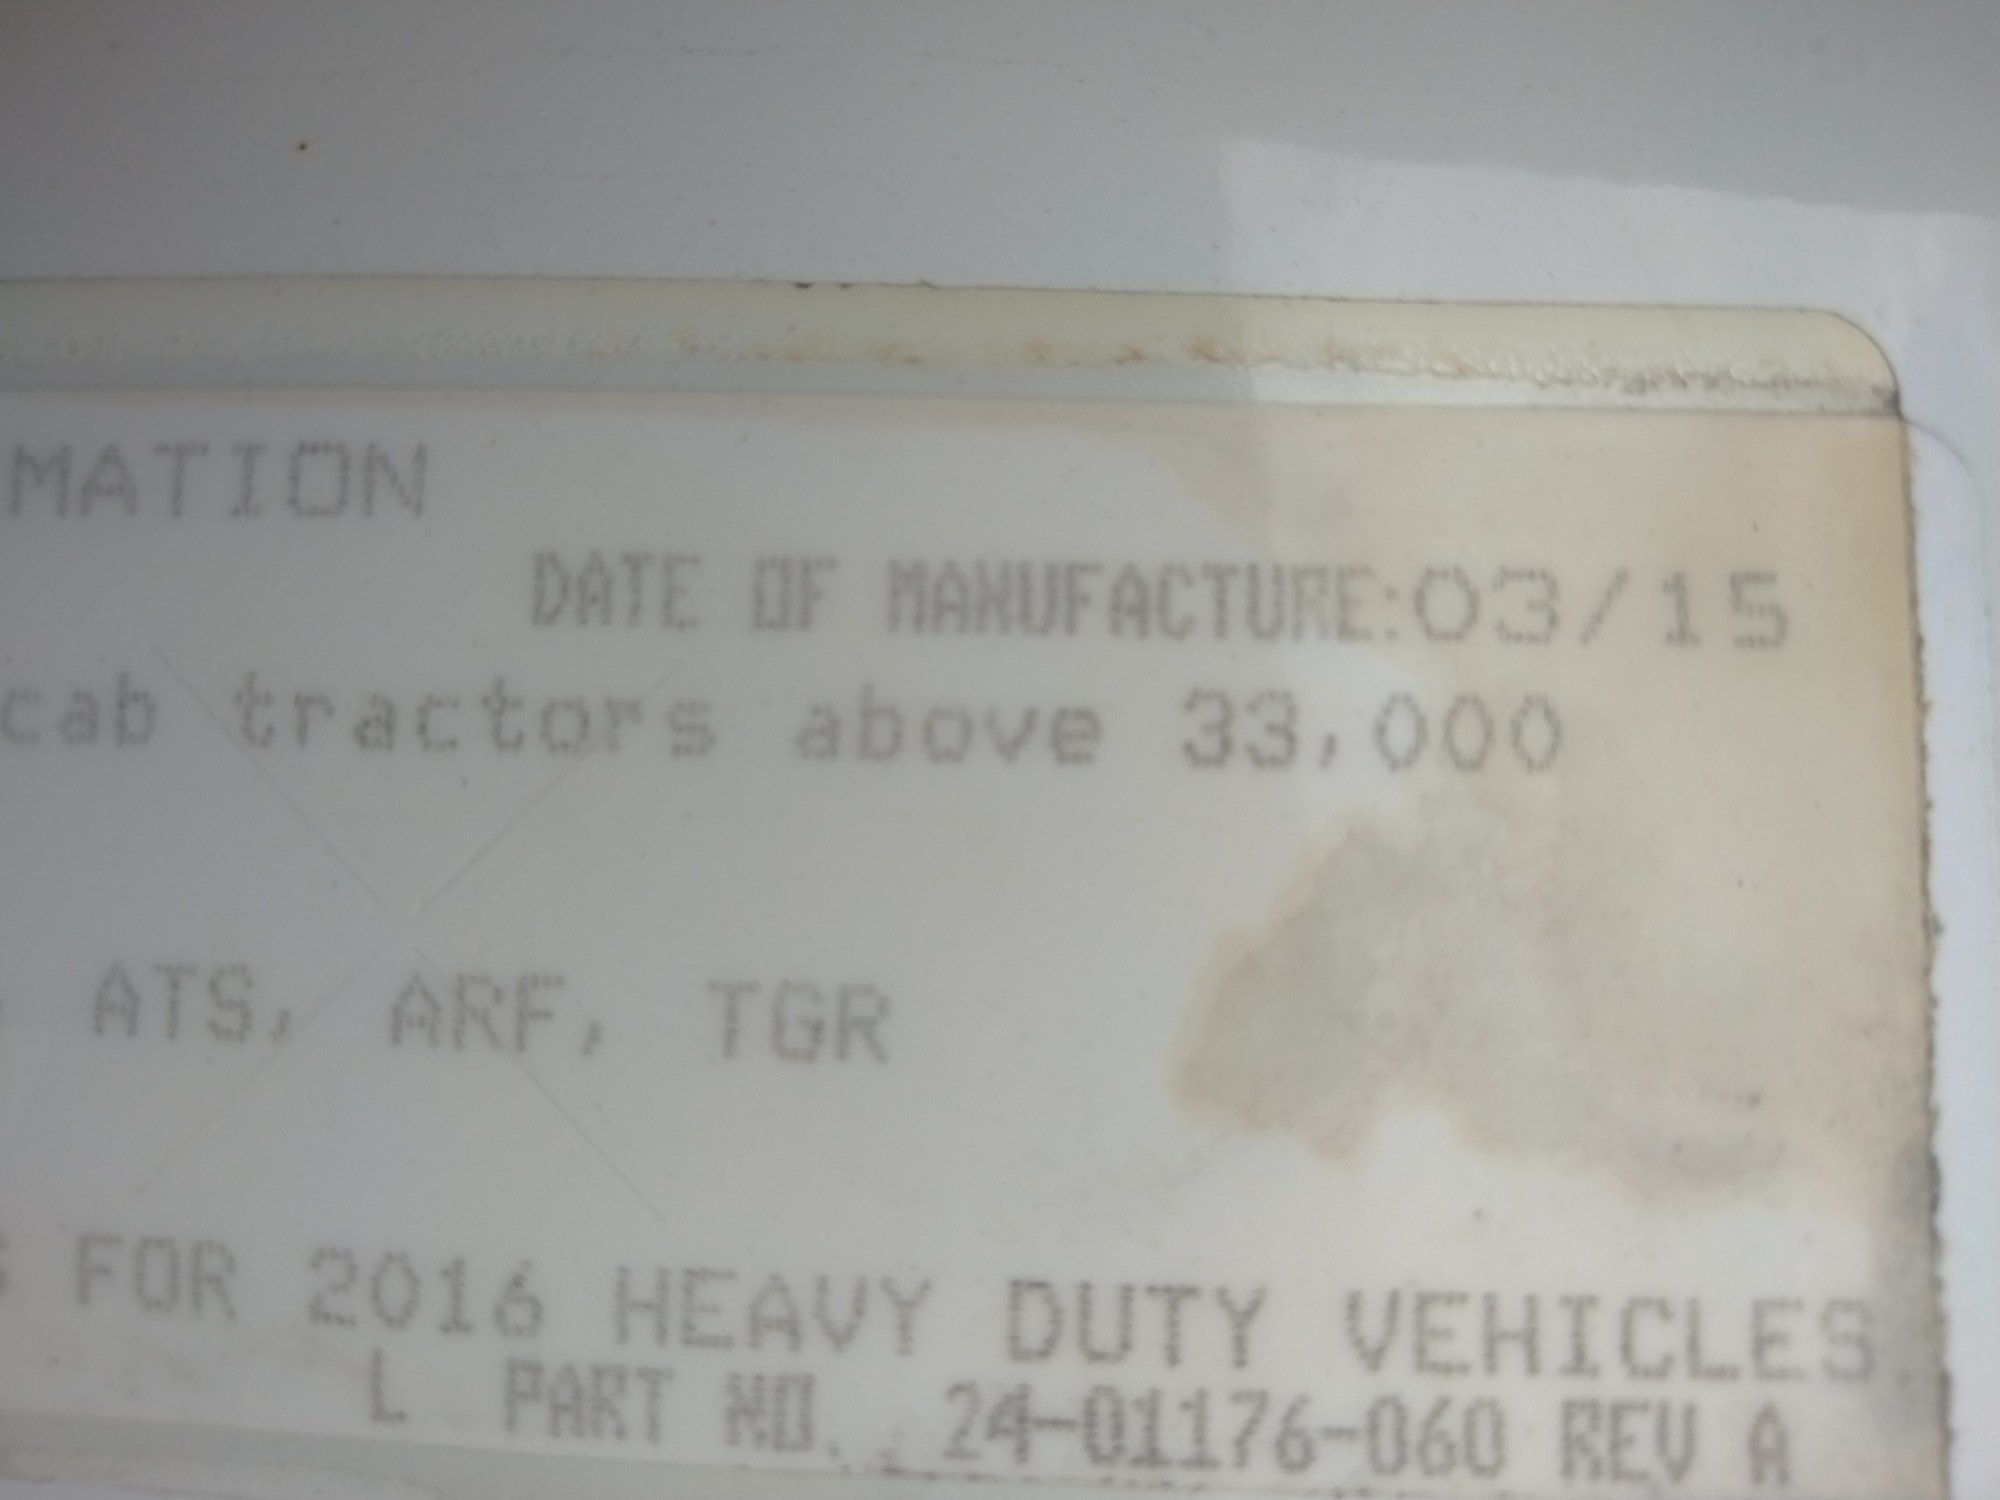 MATION
DATE OF MANUFACTURE:03/15
cab tractors above 33,000
ATS, ARF, TGR
FOR 2016 HEAVY DUTY VEHICLES
L PART NO. 24-01176-060 REV A